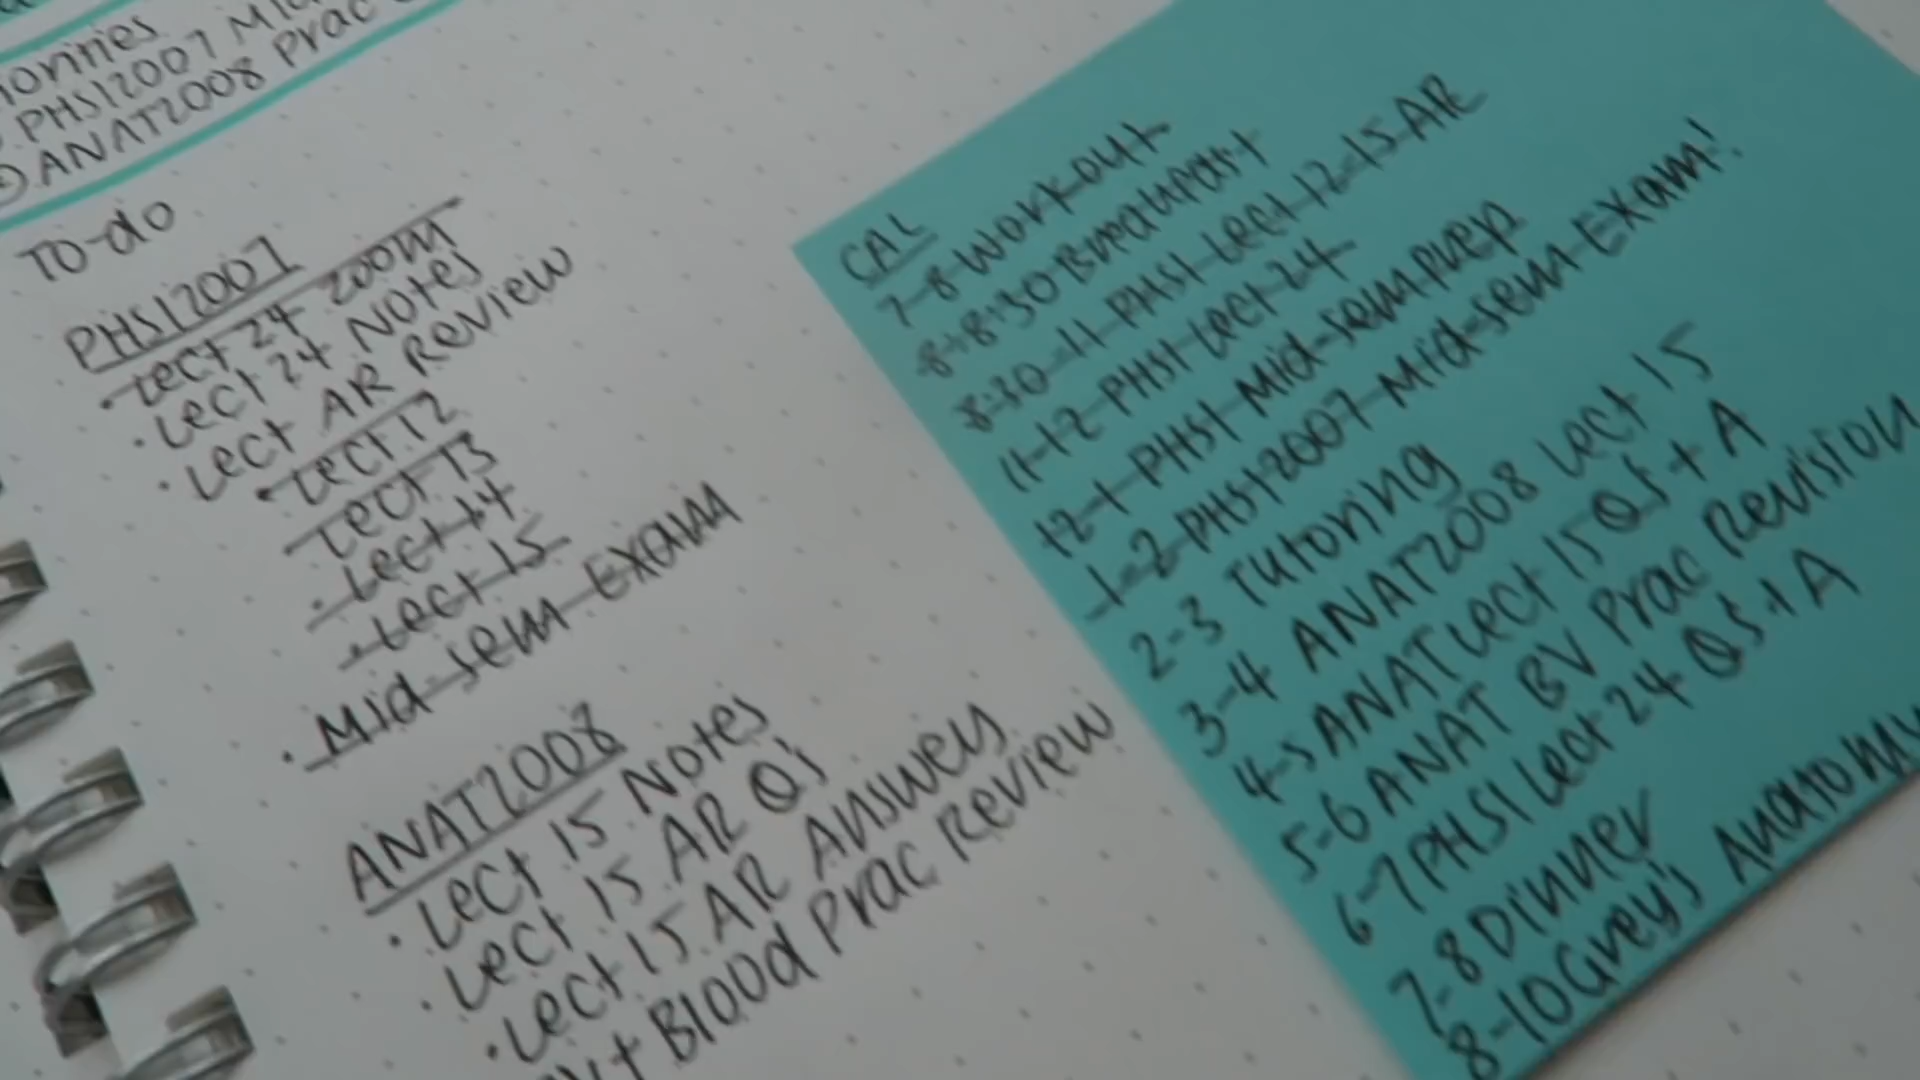 PHSI2007
ANAT2008 Prac
To-do
PHSI2007
• Lect 24 Zoom
• Lect 24 Notes
• Lect AR Review
• Lect 12
Lect 13
• Lect 14
• Lect 15
• Mid-sem Exam
ANAT2008
• Lect 15 Notes
• Lect 15 AR Q's
• Lect 15 AR Answers
+ Blood Prac Review
CAL
7-8 Workout
8-8:30 Breakfast
8:30-11 PHSI Lect 12-15 AR
11-12 PHSI Lect 24
12-1 PHSI Mid-sem prep
1-2 PHSI2007 Mid-sem Exam!
2-3 Tutoring
3-4 ANAT2008 Lect 15
4-5 ANAT Lect 15 Qs + A
5-6 ANAT BV Prac Revision
6-7 PHSI Lect 24 Qs + A
7-8 Dinner
8-10 Grey's Anatomy